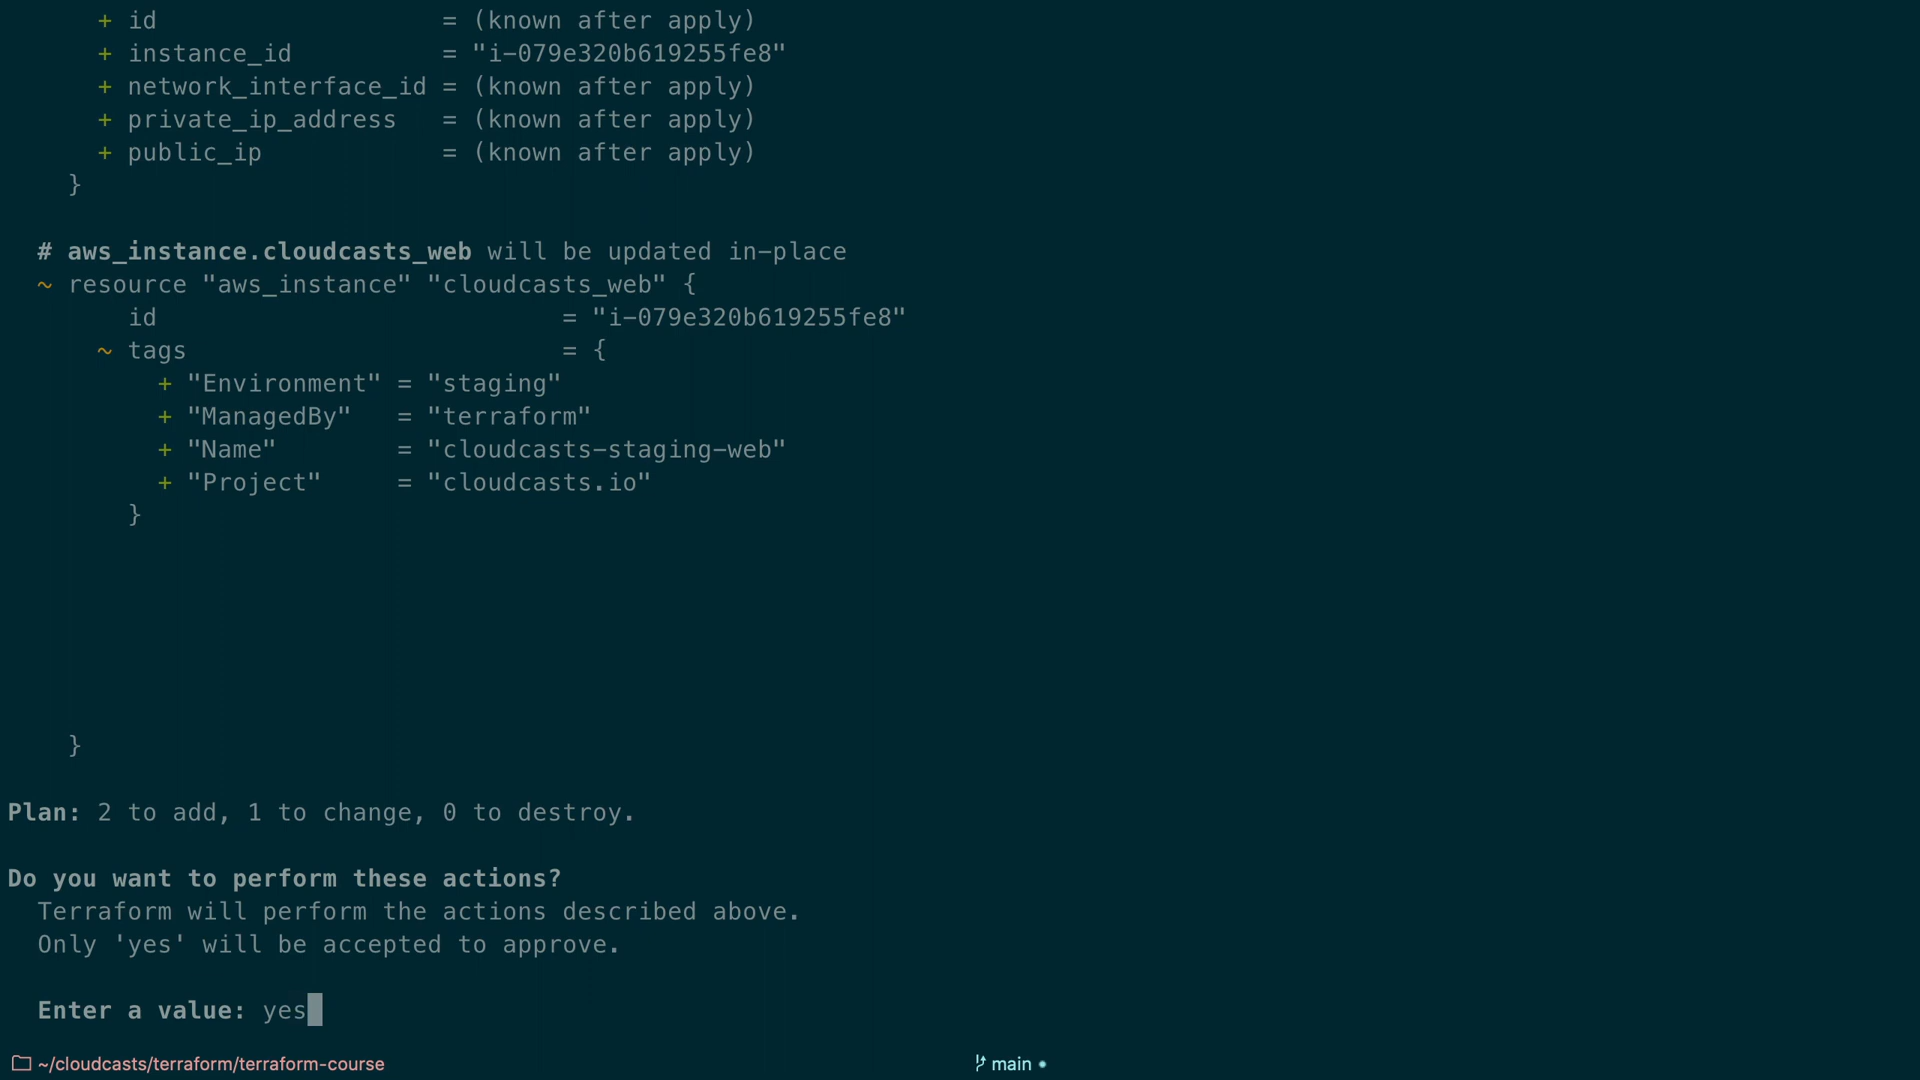 + id                   = (known after apply)
+ instance_id          = "i-079e320b619255fe8"
+ network_interface_id = (known after apply)
+ private_ip_address   = (known after apply)
+ public_ip            = (known after apply)
}
# aws_instance.cloudcasts_web will be updated in-place
~ resource "aws_instance" "cloudcasts_web" {
id                           = "i-079e320b619255fe8"
~ tags                         = {
+ "Environment" = "staging"
+ "ManagedBy"   = "terraform"
+ "Name"        = "cloudcasts-staging-web"
+ "Project"     = "cloudcasts.io"
}
}
Plan: 2 to add, 1 to change, 0 to destroy.
Do you want to perform these actions?
Terraform will perform the actions described above.
Only 'yes' will be accepted to approve.
Enter a value: yes
~/cloudcasts/terraform/terraform-course
main